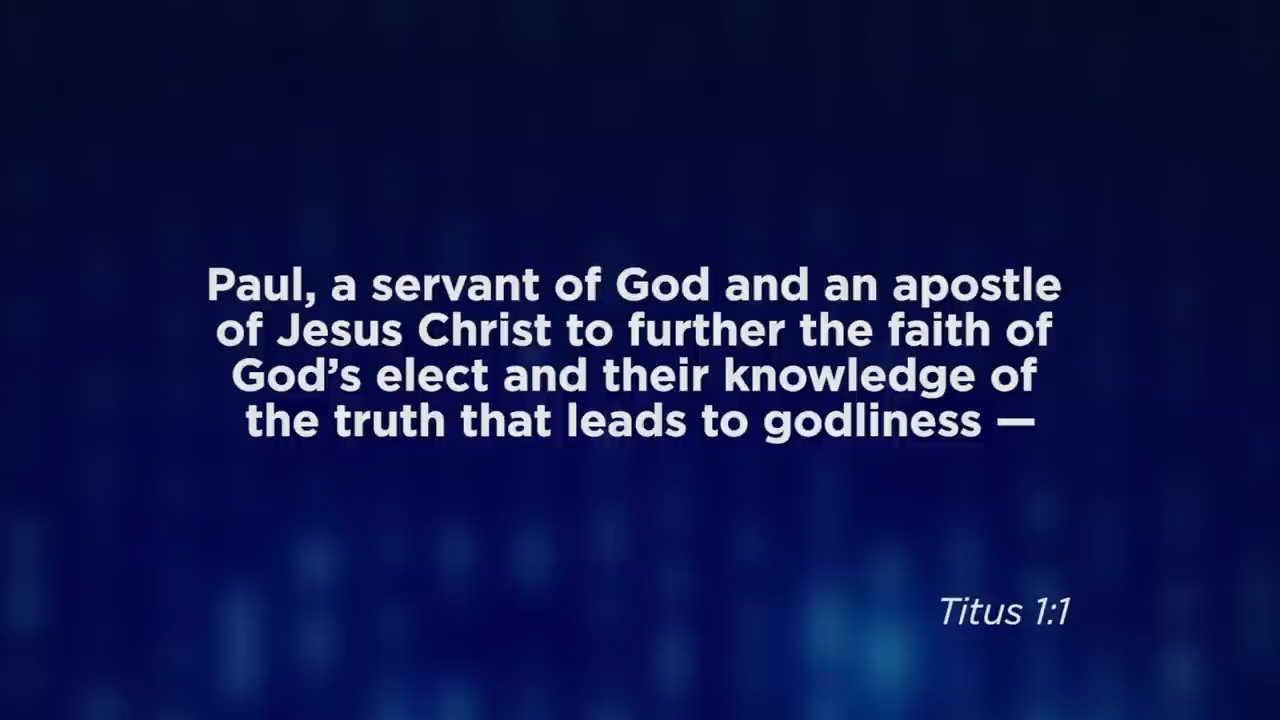 Paul, a servant of God and an apostle
of Jesus Christ to further the faith of
God’s elect and their knowledge of
the truth that leads to godliness —
Titus 1:1